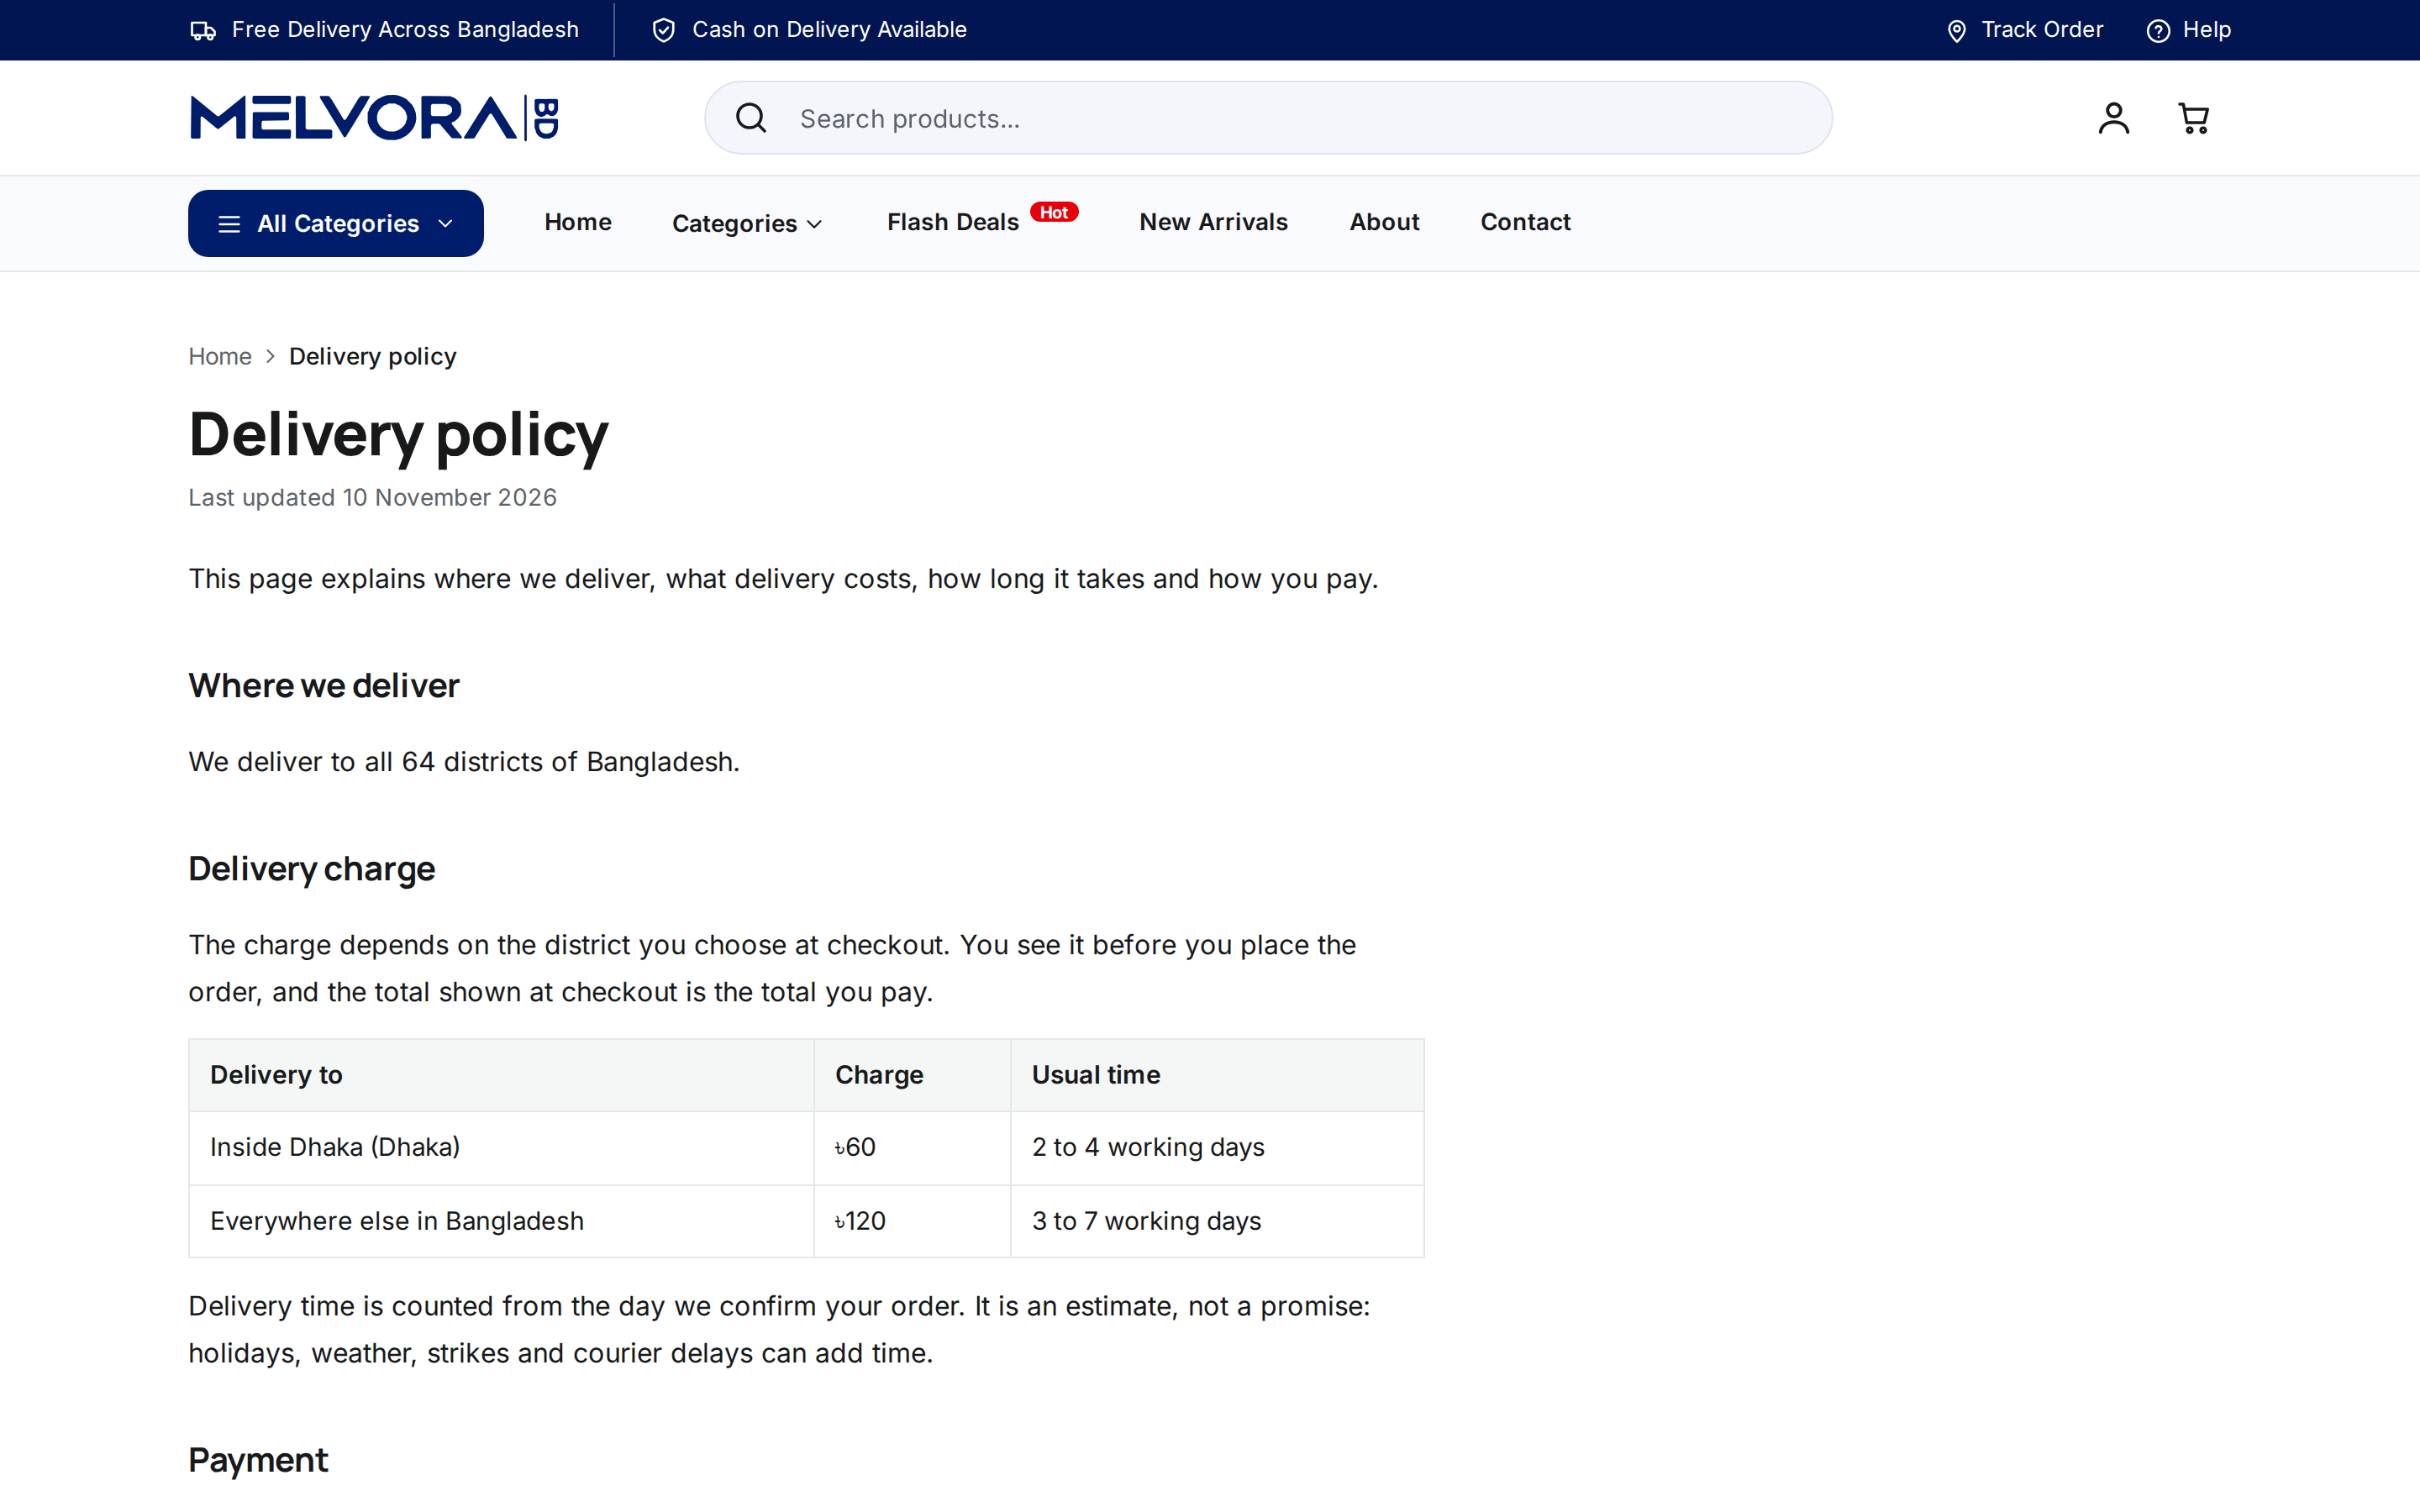 Free Delivery Across Bangladesh
Cash on Delivery Available
Track Order
Help
MELVORA BD
Search products...
All Categories
Home
Categories
Flash Deals
Hot
New Arrivals
About
Contact
Home
Delivery policy
Delivery policy
Last updated 10 November 2026
This page explains where we deliver, what delivery costs, how long it takes and how you pay.
Where we deliver
We deliver to all 64 districts of Bangladesh.
Delivery charge
The charge depends on the district you choose at checkout. You see it before you place the
order, and the total shown at checkout is the total you pay.
Delivery to Charge Usual time
Inside Dhaka (Dhaka) ৳60 2 to 4 working days
Everywhere else in Bangladesh ৳120 3 to 7 working days
Delivery time is counted from the day we confirm your order. It is an estimate, not a promise:
holidays, weather, strikes and courier delays can add time.
Payment